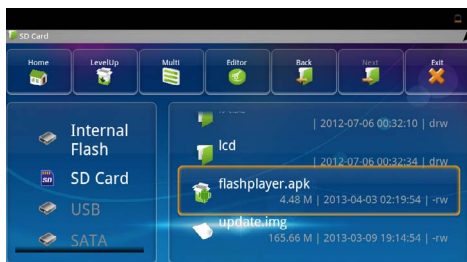 SD Card
Home
LevelUp
Multi
Editor
Back
Next
Exit
Internal
Flash
SD Card
USB
SATA
| 2012-07-06 00:32:10 | drw
lcd
| 2012-07-06 00:32:34 | drw
flashplayer.apk
4.48 M | 2013-04-03 02:19:54 | -rw
update.img
165.66 M | 2013-03-09 19:14:54 | -rw